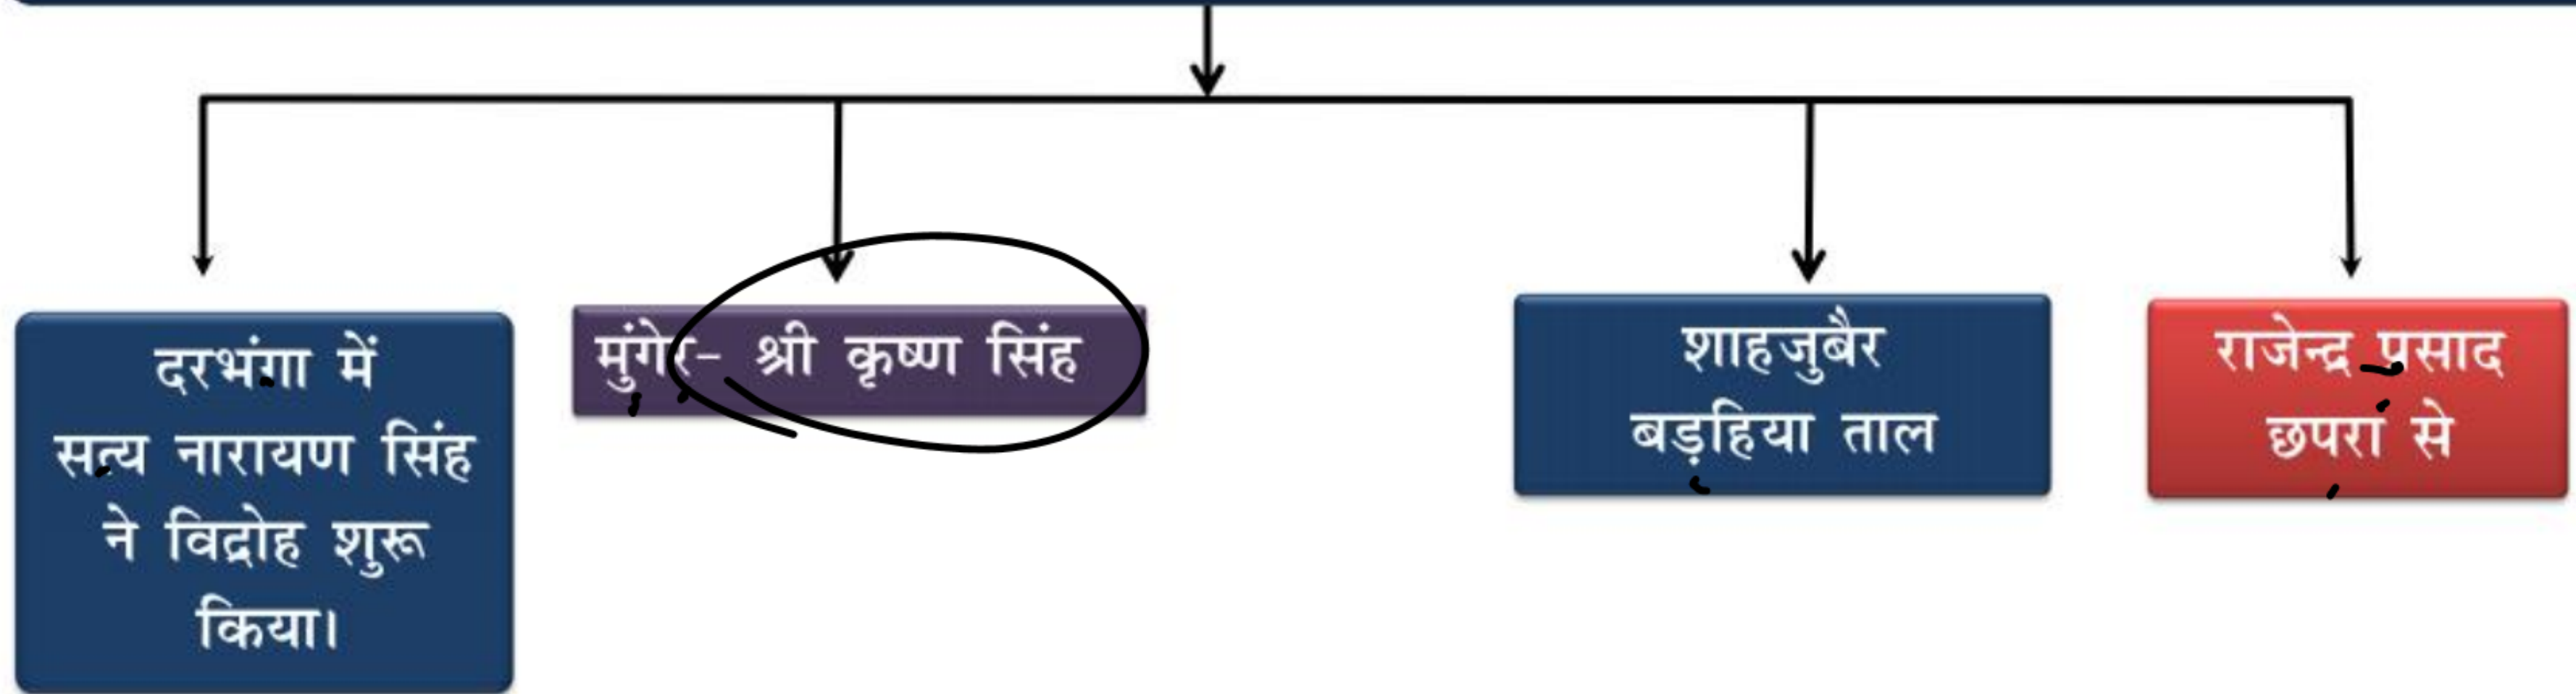 दरभंगा में
सत्य नारायण सिंह
ने विद्रोह शुरू
किया।
मुंगेर- श्री कृष्ण सिंह
शाहजुबैर
बड़हिया ताल
राजेन्द्र प्रसाद
छपरा से